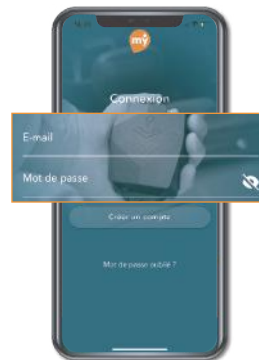 my
Connexion
E-mail
Mot de passe
Créer un compte
Mot de passe oublié ?